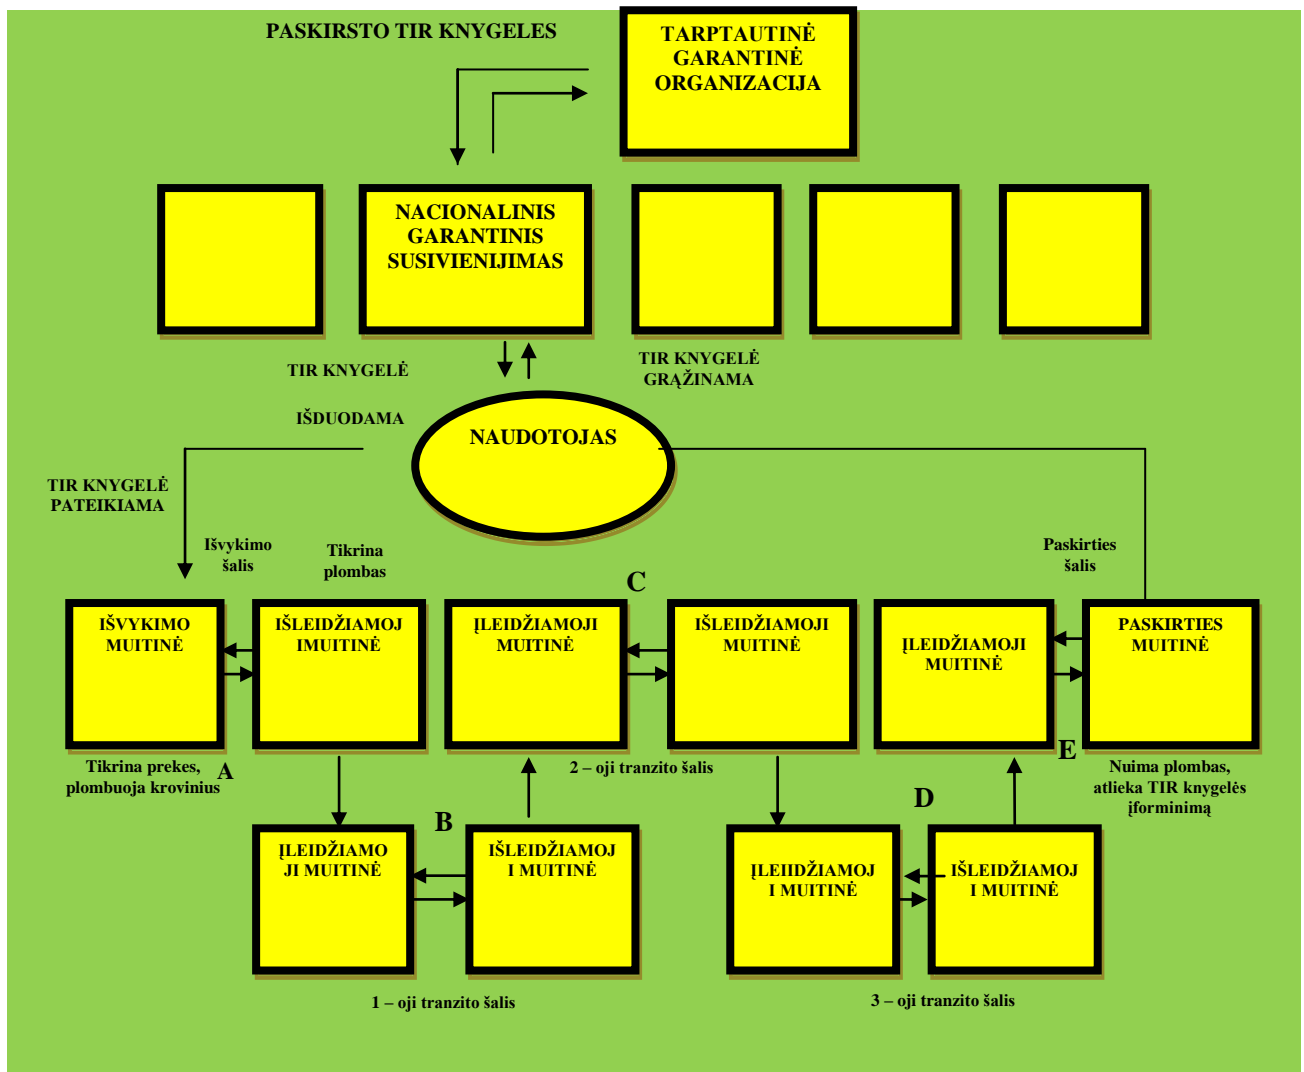 PASKIRSTO TIR KNYGELES
TARPTAUTINĖ
GARANTINĖ
ORGANIZACIJA
NACIONALINIS
GARANTINIS
SUSIVIENIJIMAS
TIR KNYGELĖ
IŠDUODAMA
TIR KNYGELĖ
GRĄŽINAMA
NAUDOTOJAS
TIR KNYGELĖ
PATEIKIAMA
Išvykimo
šalis
Tikrina
plombas
Paskirties
šalis
C
IŠVYKIMO
MUITINĖ
IŠLEIDŽIAMOJ
IMUITINĖ
ĮLEIDŽIAMOJI
MUITINĖ
IŠLEIDŽIAMOJI
MUITINĖ
ĮLEIDŽIAMOJI
MUITINĖ
PASKIRTIES
MUITINĖ
Tikrina prekes,
plombuoja krovinius
A
2 – oji tranzito šalis
E
Nuima plombas,
atlieka TIR knygelės
įforminimą
B
D
ĮLEIDŽIAMO
JI MUITINĖ
IŠLEIDŽIAMOJ
I MUITINĖ
ĮLEIIDŽIAMOJ
I MUITINĖ
IŠLEIDŽIAMOJ
I MUITINĖ
1 – oji tranzito šalis
3 – oji tranzito šalis